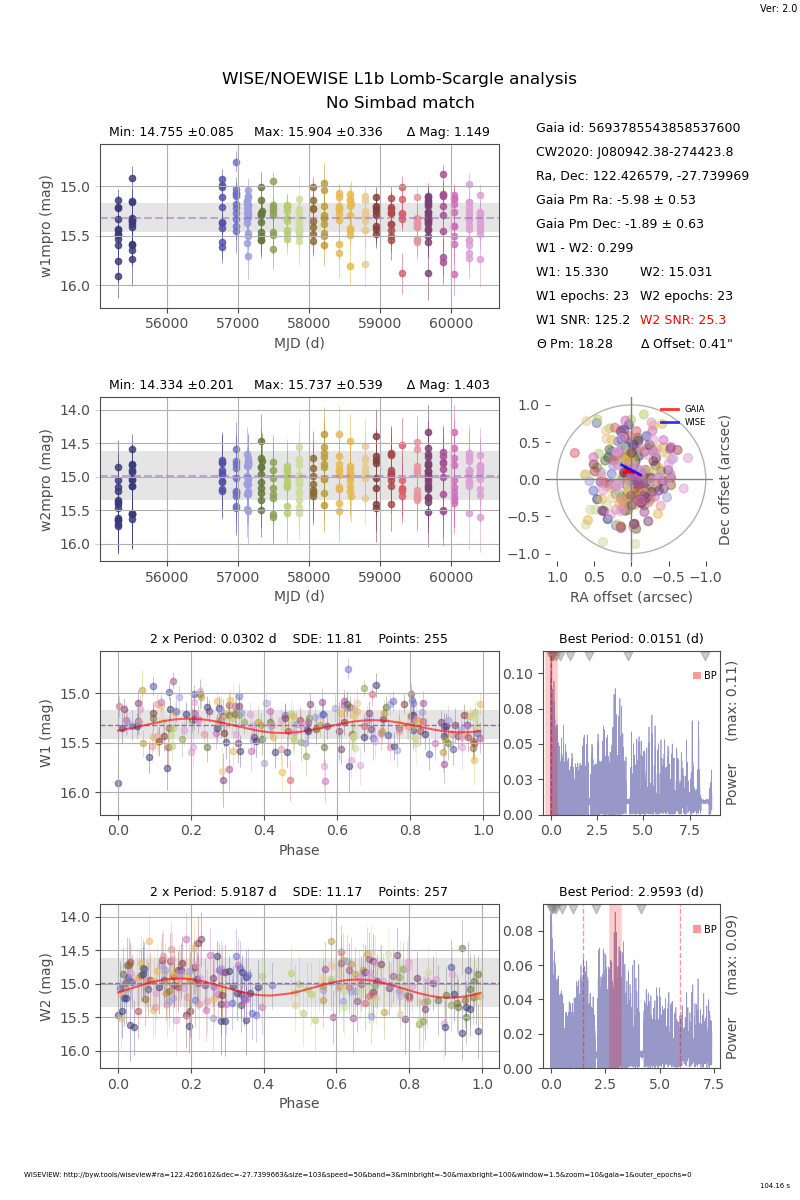 Ver: 2.0
WISE/NOEWISE L1b Lomb-Scargle analysis
No Simbad match
Min: 14.755 ±0.085 Max: 15.904 ±0.336 Δ Mag: 1.149
15.0
15.5
16.0
w1mpro (mag)
56000 57000 58000 59000 60000
MJD (d)
Gaia id: 5693785543858537600
CW2020: J080942.38-274423.8
Ra, Dec: 122.426579, -27.739969
Gaia Pm Ra: -5.98 ± 0.53
Gaia Pm Dec: -1.89 ± 0.63
W1 - W2: 0.299
W1: 15.330 W2: 15.031
W1 epochs: 23 W2 epochs: 23
W1 SNR: 125.2 W2 SNR: 25.3
Θ Pm: 18.28 Δ Offset: 0.41"
Min: 14.334 ±0.201 Max: 15.737 ±0.539 Δ Mag: 1.403
14.0
14.5
15.0
15.5
16.0
w2mpro (mag)
56000 57000 58000 59000 60000
MJD (d)
GAIA
WISE
1.0
0.5
0.0
−0.5
−1.0
Dec offset (arcsec)
1.0 0.5 0.0 −0.5 −1.0
RA offset (arcsec)
2 x Period: 0.0302 d SDE: 11.81 Points: 255
15.0
15.5
16.0
W1 (mag)
0.0 0.2 0.4 0.6 0.8 1.0
Phase
Best Period: 0.0151 (d)
BP
0.10
0.08
0.05
0.03
0.00
Power (max: 0.11)
0.0 2.5 5.0 7.5
2 x Period: 5.9187 d SDE: 11.17 Points: 257
14.0
14.5
15.0
15.5
16.0
W2 (mag)
0.0 0.2 0.4 0.6 0.8 1.0
Phase
Best Period: 2.9593 (d)
BP
0.08
0.06
0.04
0.02
0.00
Power (max: 0.09)
0.0 2.5 5.0 7.5
WISEVIEW: http://byw.tools/wiseview#ra=122.4266162&dec=-27.7399663&size=103&speed=50&band=3&minbright=-50&maxbright=100&window=1.5&zoom=10&gaia=1&outer_epochs=0
104.16 s